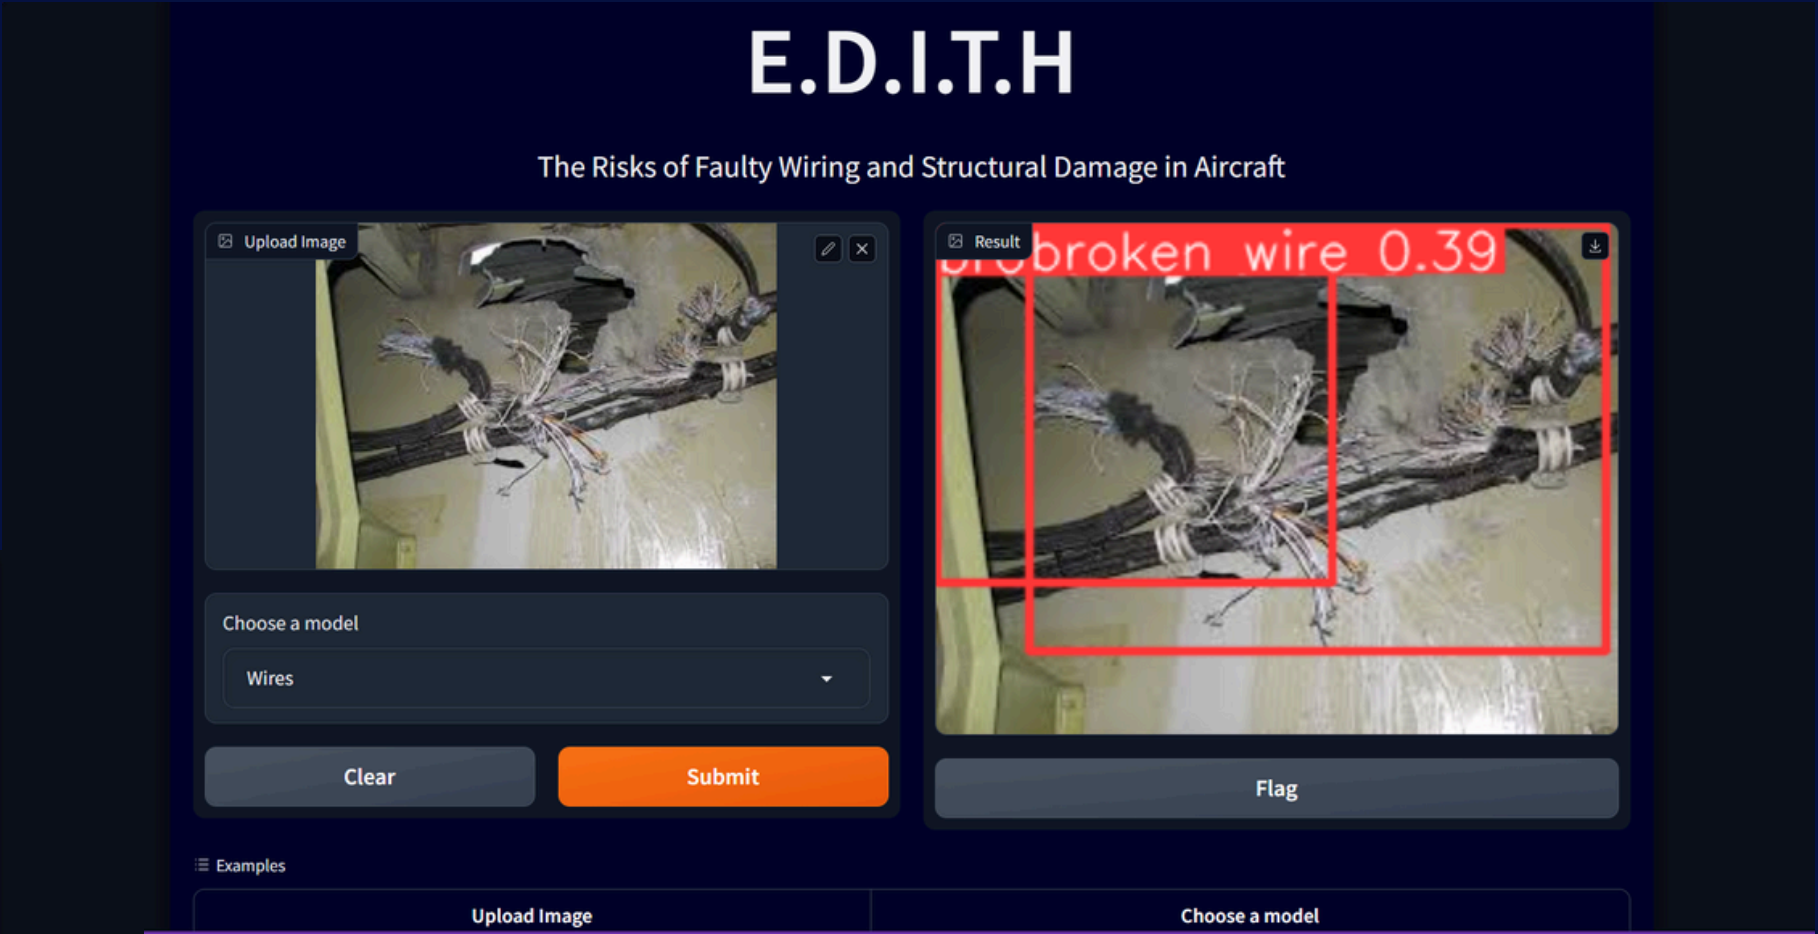 E.D.I.T.H
The Risks of Faulty Wiring and Structural Damage in Aircraft
Upload Image
Result
broken wire 0.39
Choose a model
Wires
Clear
Submit
Flag
Examples
Upload Image
Choose a model